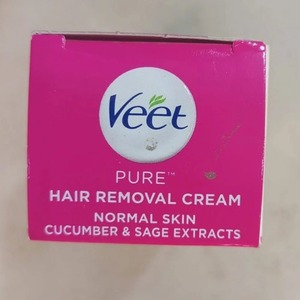 Veet
PURE™
HAIR REMOVAL CREAM
NORMAL SKIN
CUCUMBER & SAGE EXTRACTS